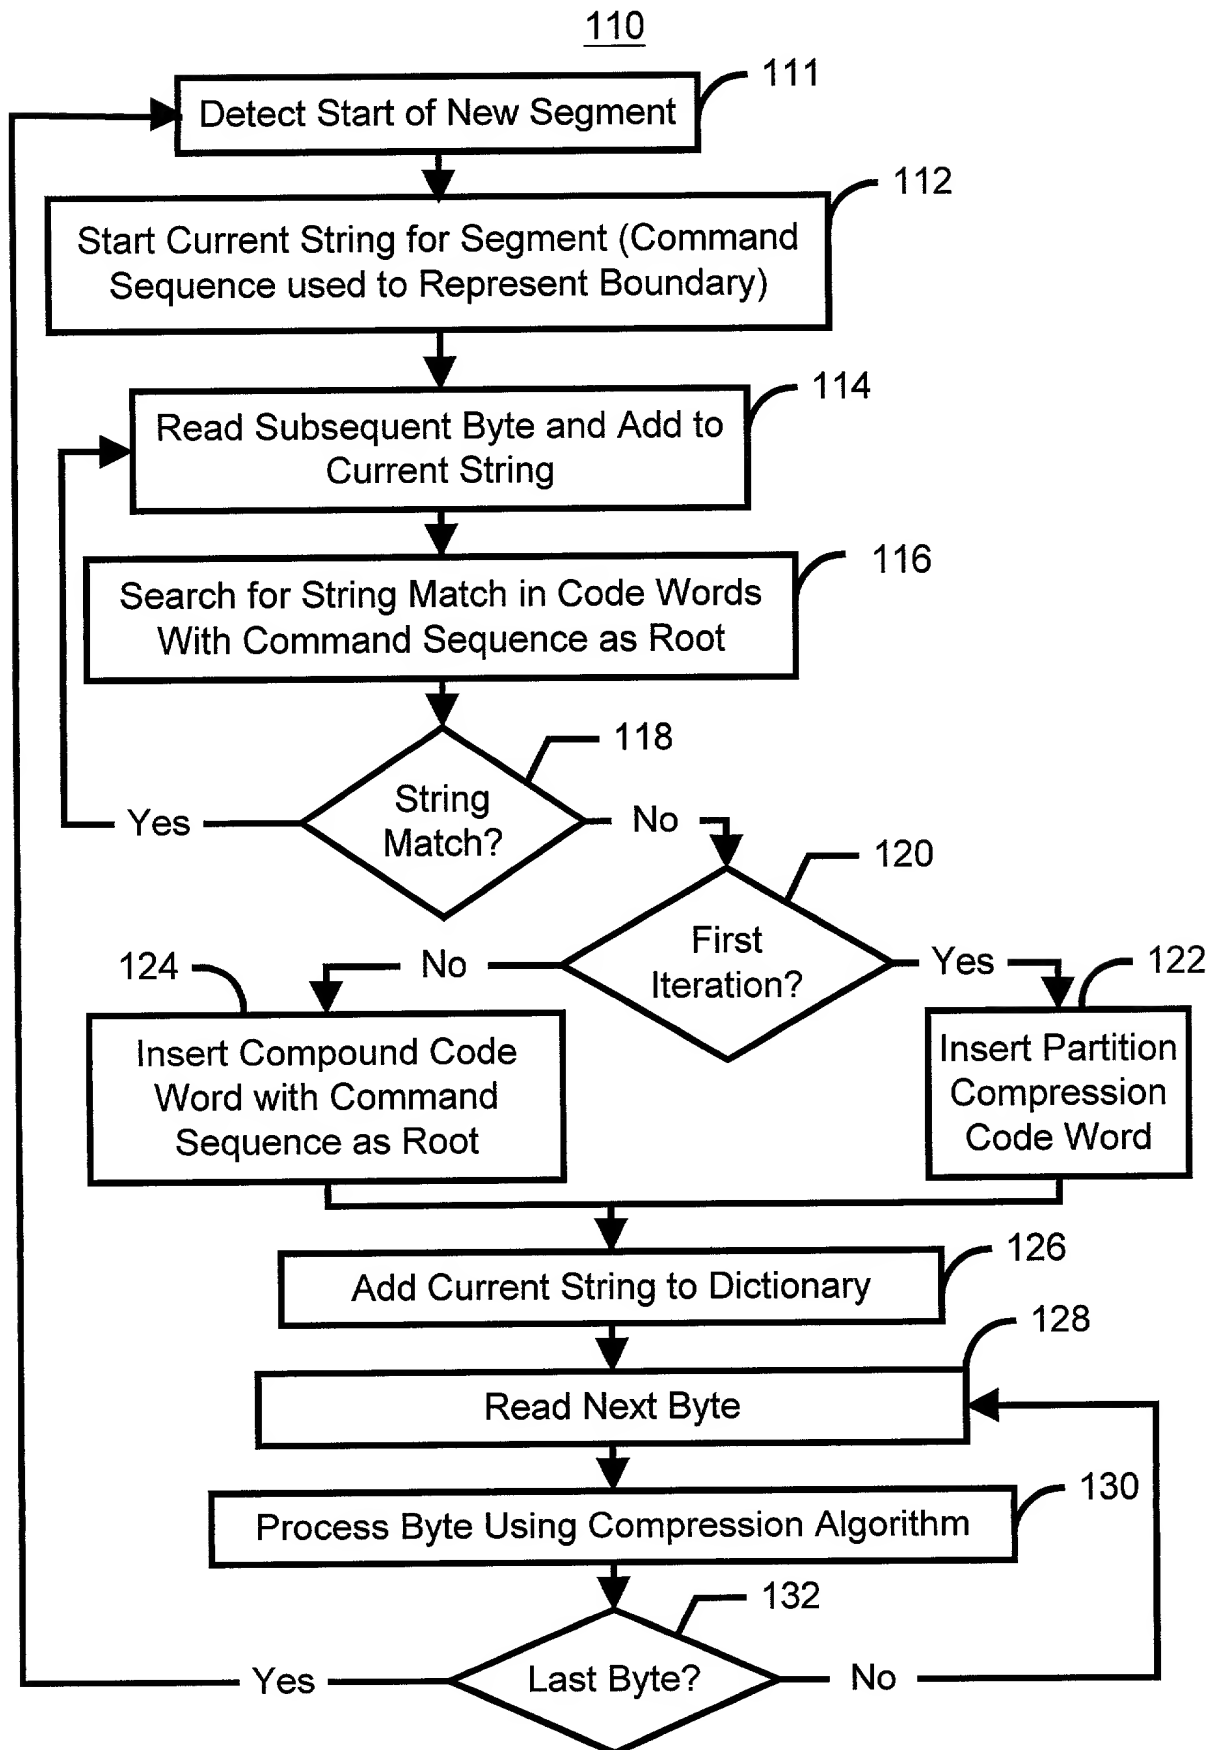 110
111
Detect Start of New Segment
112
Start Current String for Segment (Command
Sequence used to Represent Boundary)
114
Read Subsequent Byte and Add to
Current String
116
Search for String Match in Code Words
With Command Sequence as Root
118
String
Match?
Yes
No
120
First
Iteration?
No
Yes
124
122
Insert Compound Code
Word with Command
Sequence as Root
Insert Partition
Compression
Code Word
126
Add Current String to Dictionary
128
Read Next Byte
130
Process Byte Using Compression Algorithm
132
Last Byte?
Yes
No